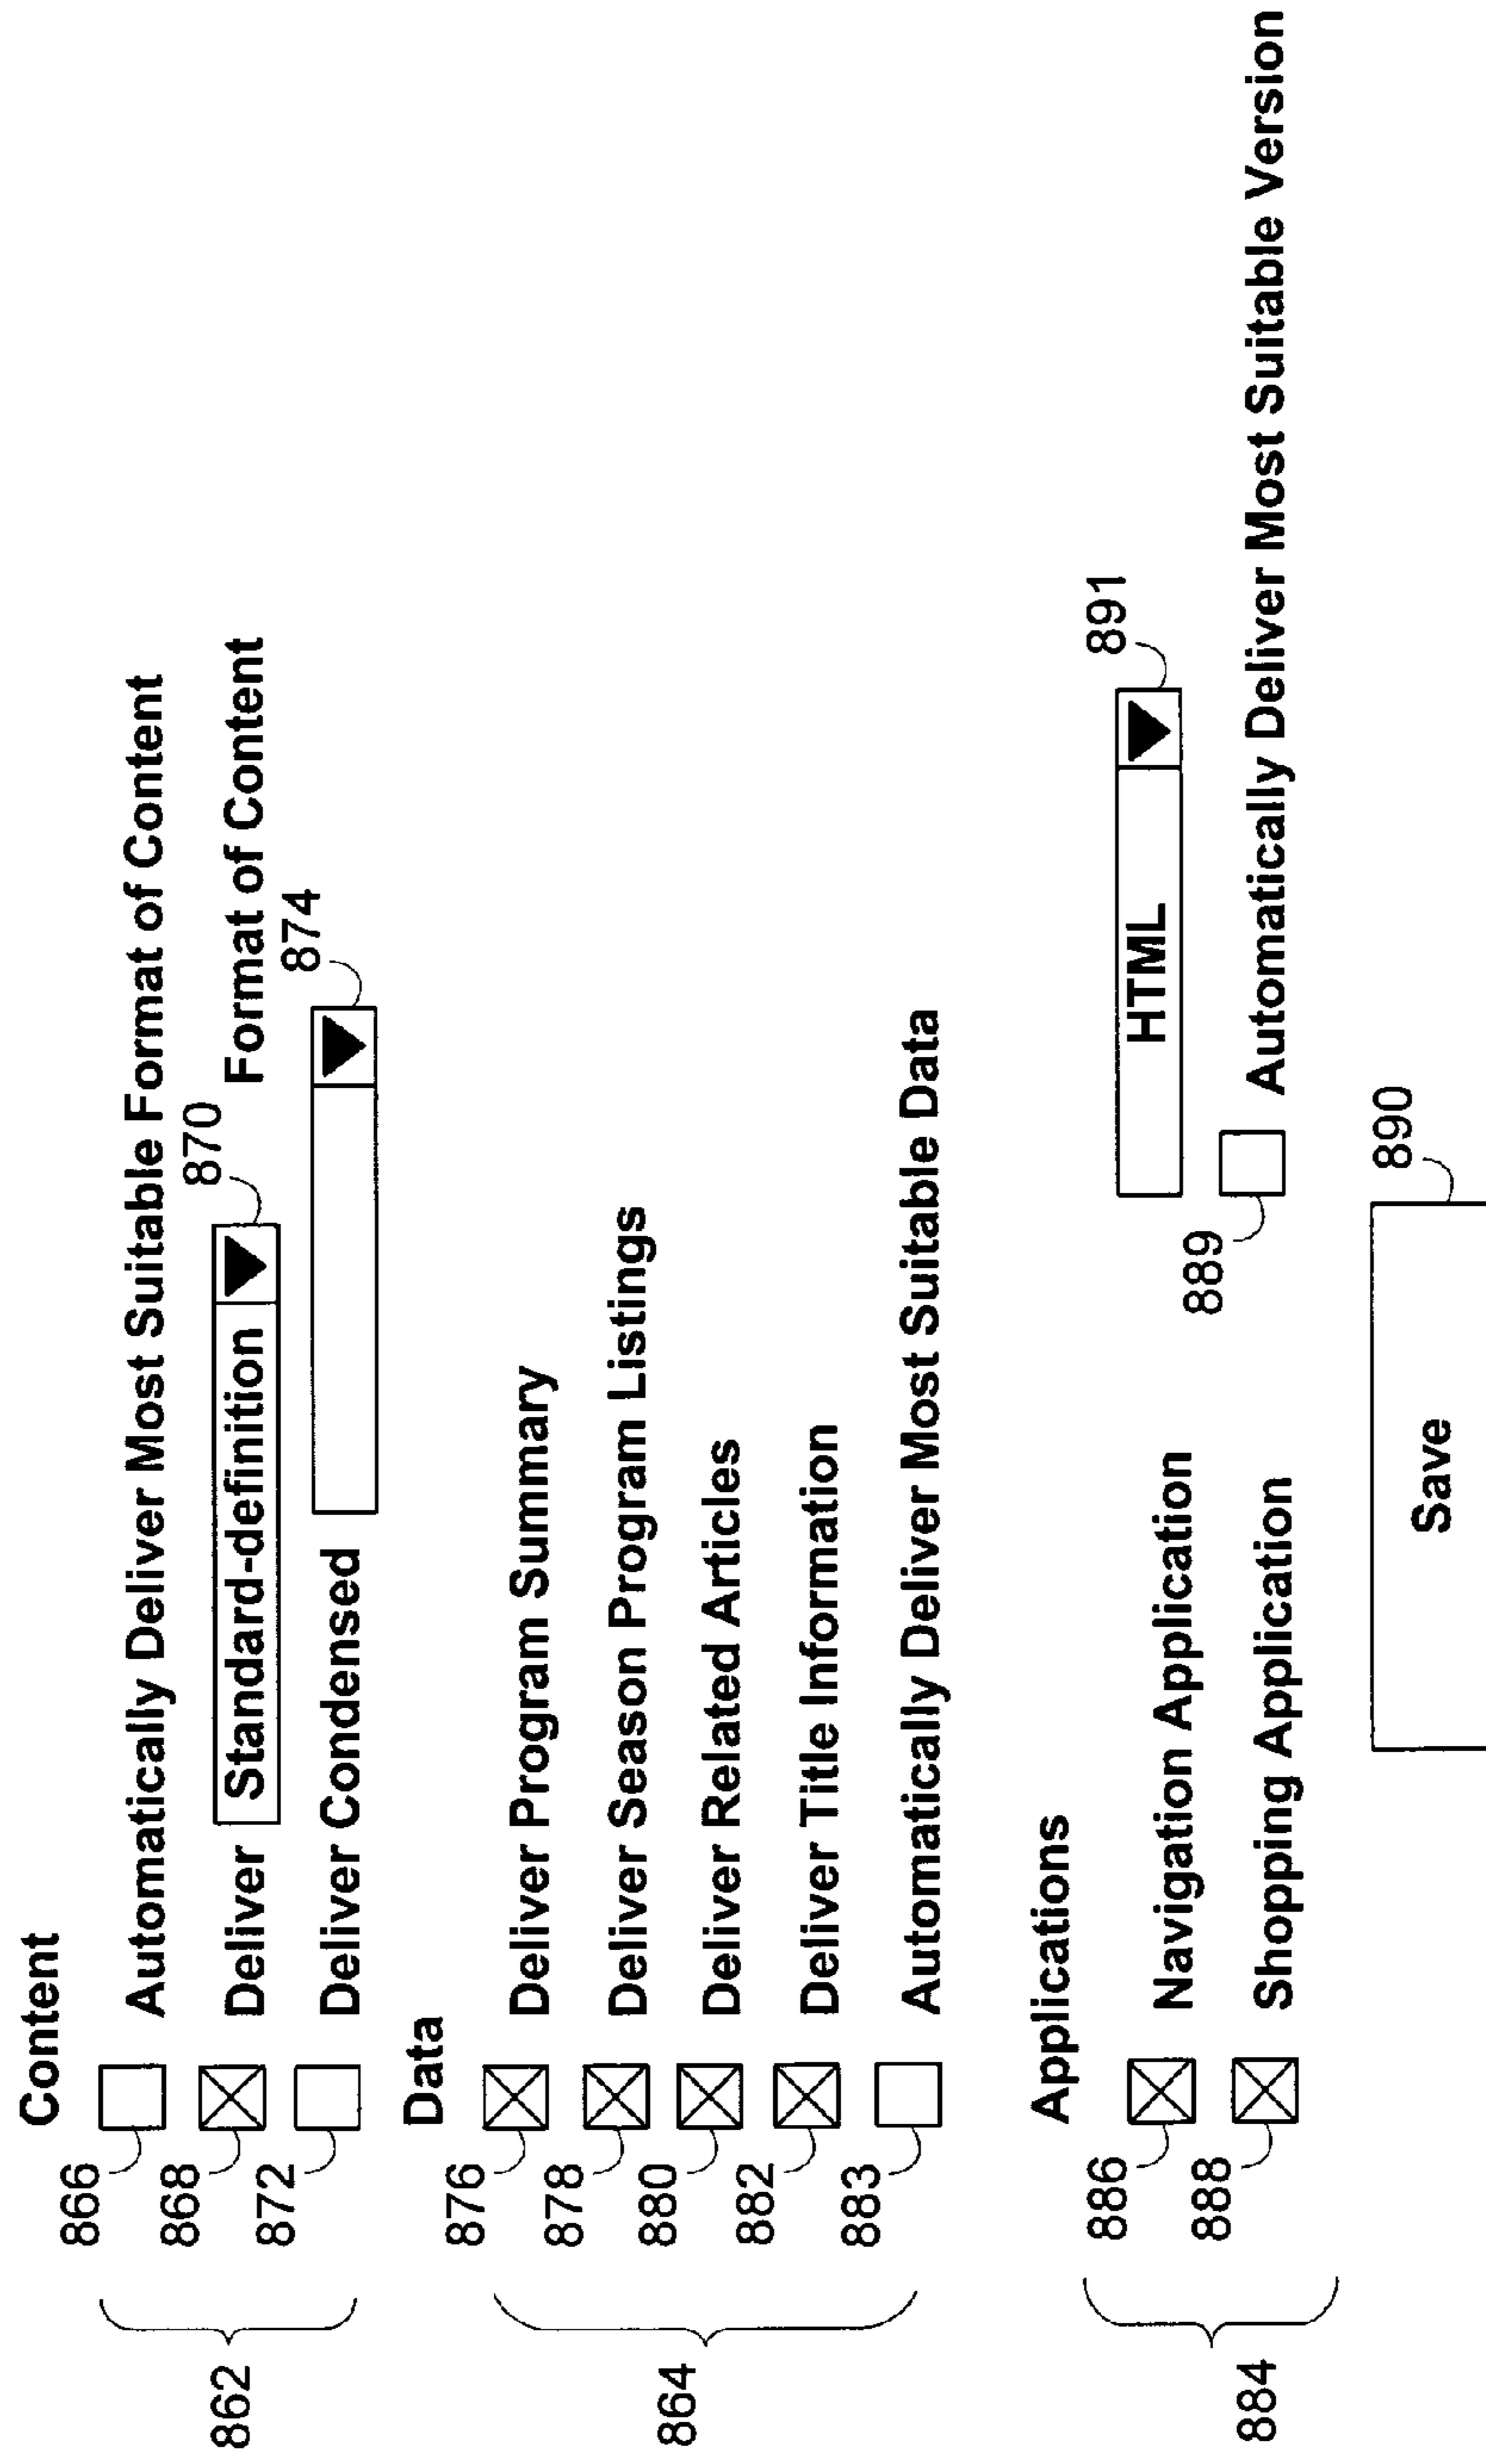 Content
866 Automatically Deliver Most Suitable Format of Content
868 Deliver Standard-definition 870 Format of Content
872 Deliver Condensed 874
862
Data
876 Deliver Program Summary
878 Deliver Season Program Listings
880 Deliver Related Articles
882 Deliver Title Information
883 Automatically Deliver Most Suitable Data
864
Applications
886 Navigation Application HTML 891
888 Shopping Application 889 Automatically Deliver Most Suitable Version
884
Save 890